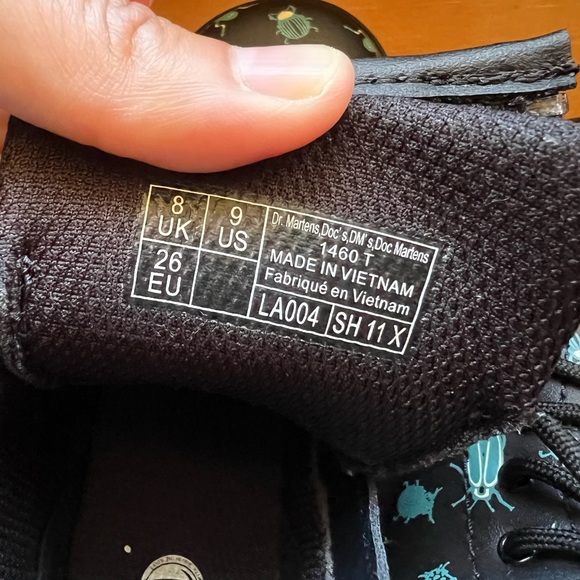 8
UK
9
US
26
EU
Dr. Martens,Doc's,DM's,Doc Martens
1460 T
MADE IN VIETNAM
Fabriqué en Vietnam
LA004
SH 11 X